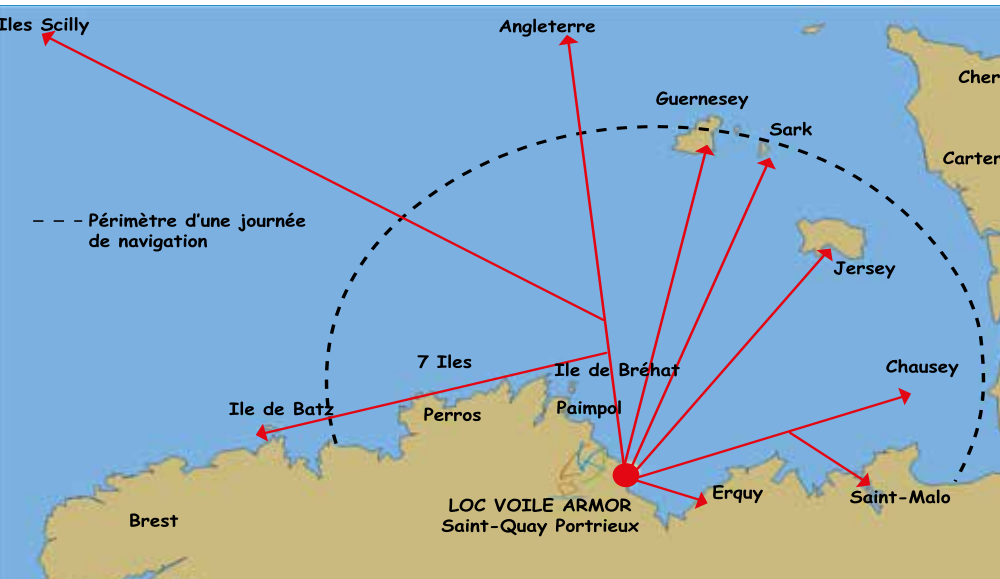 Iles Scilly
Angleterre
Guernesey
Sark
Cher
Carter
Périmètre d'une journée
de navigation
Jersey
7 Iles
Ile de Bréhat
Chausey
Ile de Batz
Perros
Paimpol
Erquy
Saint-Malo
LOC VOILE ARMOR
Saint-Quay Portrieux
Brest